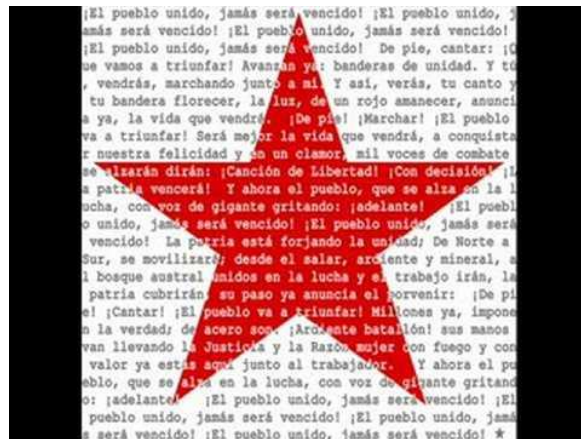 ¡El pueblo unido, jamás será vencido! ¡El pueblo unido, j
amás será vencido! ¡El pueblo unido, jamás será vencido!
¡El pueblo unido, jamás será vencido!  De pie, cantar: ¡Q
ue vamos a triunfar! Avanzan ya: banderas de unidad. Y tú
, vendrás, marchando junto a mi. Y así, verás, tu canto y
tu bandera florecer, la luz, de un rojo amanecer, anunci
a ya, la vida que vendrá.  ¡De pie! ¡Marchar! ¡El pueblo
va a triunfar! Será mejor la vida que vendrá, a conquista
r nuestra felicidad y en un clamor, mil voces de combate
se alzarán dirán: ¡Canción de Libertad! ¡Con decisión! ¡L
a patria vencerá!  Y ahora el pueblo, que se alza en la l
ucha, con voz de gigante gritando: ¡adelante!  ¡El puebl
o unido, jamás será vencido! ¡El pueblo unido, jamás será
vencido!  La patria está forjando la unidad; De Norte a
Sur, se movilizará; desde el salar, ardiente y mineral, a
l bosque austral unidos en la lucha y el trabajo irán, la
patria cubrirán, su paso ya anuncia el porvenir:  ¡De pi
e! ¡Cantar! ¡El pueblo va a triunfar! Millones ya, impone
n la verdad; de acero son. ¡Ardiente batallón! sus manos
van llevando la Justicia y la Razón mujer con fuego y con
valor ya estás aquí junto al trabajador.  Y ahora el pu
eblo, que se alza en la lucha, con voz de gigante gritand
o: ¡adelante!  ¡El pueblo unido, jamás será vencido! ¡El
pueblo unido, jamás será vencido! ¡El pueblo unido, jamá
s será vencido! ¡El pueblo unido, jamás será vencido! ★